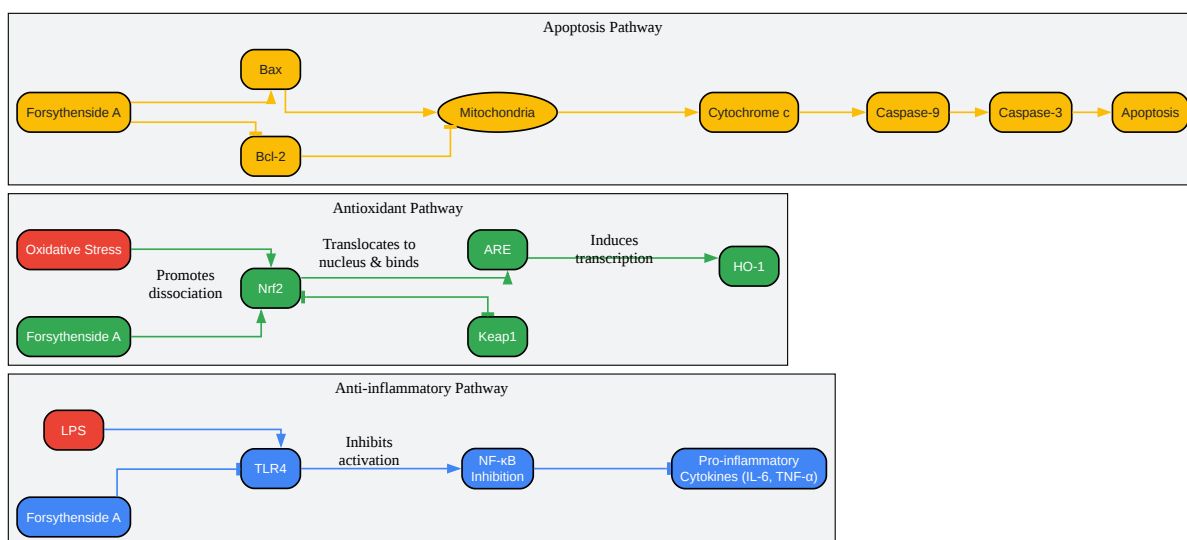 Apoptosis Pathway
Bax
Forsythenside A
Mitochondria
Cytochrome c
Caspase-9
Caspase-3
Apoptosis
Bcl-2
Antioxidant Pathway
Oxidative Stress
Translocates to
nucleus & binds
ARE
Induces
transcription
HO-1
Promotes
dissociation
Nrf2
Forsythenside A
Keap1
Anti-inflammatory Pathway
LPS
TLR4
Inhibits
activation
NF-κB
Inhibition
Pro-inflammatory
Cytokines (IL-6, TNF-α)
Forsythenside A